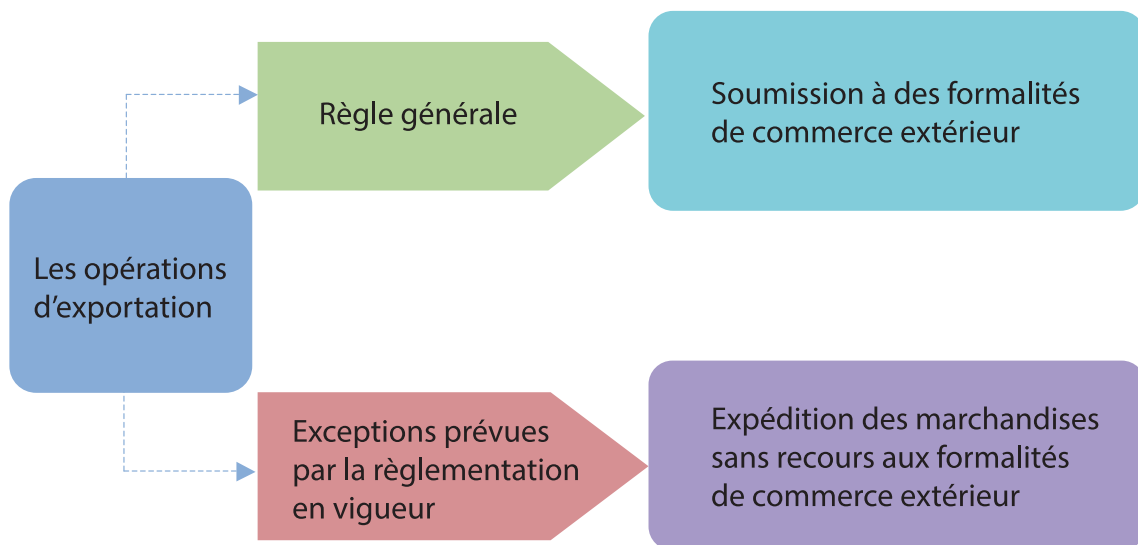 Règle générale
Soumission à des formalités
de commerce extérieur
Les opérations
d'exportation
Exceptions prévues
par la règlementation
en vigueur
Expédition des marchandises
sans recours aux formalités
de commerce extérieur